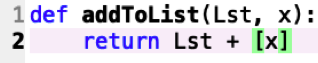 1 def addToList(Lst, x):
2     return Lst + [x]